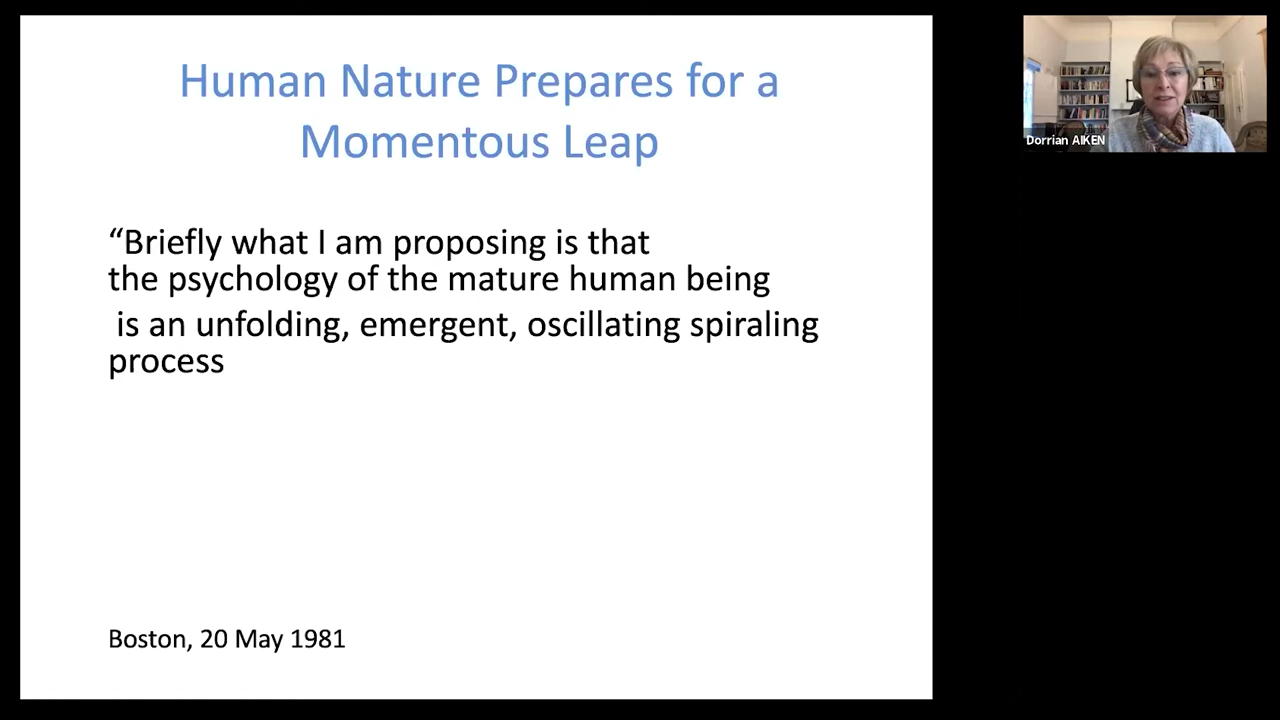 Human Nature Prepares for a
Momentous Leap
“Briefly what I am proposing is that
the psychology of the mature human being
is an unfolding, emergent, oscillating spiraling
process
Boston, 20 May 1981
Dorrian AIKEN